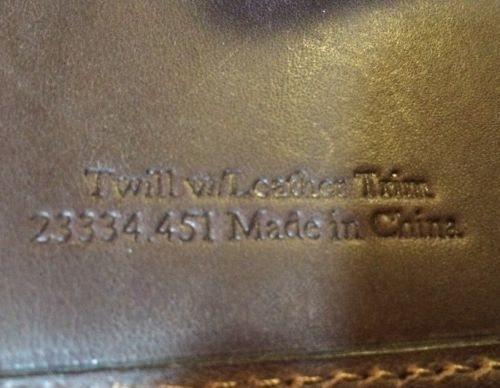 Twill w/Leather Trim
23334.451 Made in China